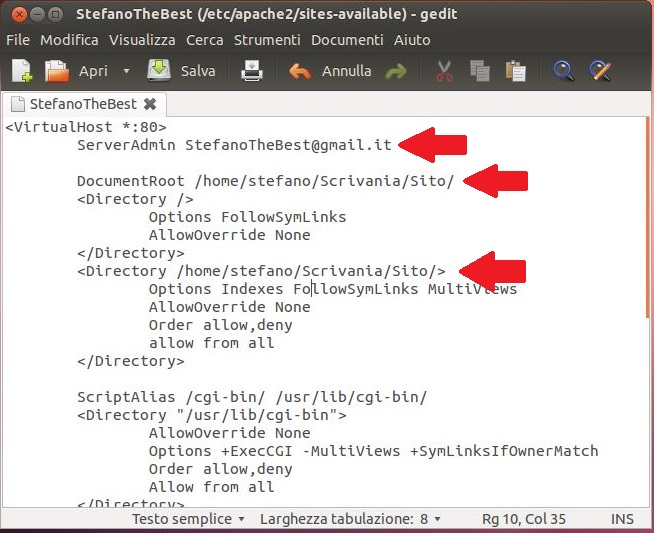 StefanoTheBest (/etc/apache2/sites-available) - gedit
File Modifica Visualizza Cerca Strumenti Documenti Aiuto
Apri Salva Annulla
StefanoTheBest
<VirtualHost *:80>
        ServerAdmin StefanoTheBest@gmail.it

        DocumentRoot /home/stefano/Scrivania/Sito/
        <Directory />
                Options FollowSymLinks
                AllowOverride None
        </Directory>
        <Directory /home/stefano/Scrivania/Sito/>
                Options Indexes FollowSymLinks MultiViews
                AllowOverride None
                Order allow,deny
                allow from all
        </Directory>

        ScriptAlias /cgi-bin/ /usr/lib/cgi-bin/
        <Directory "/usr/lib/cgi-bin">
                AllowOverride None
                Options +ExecCGI -MultiViews +SymLinksIfOwnerMatch
                Order allow,deny
                Allow from all
        </Directory>
Testo semplice Larghezza tabulazione: 8 Rg 10, Col 35 INS